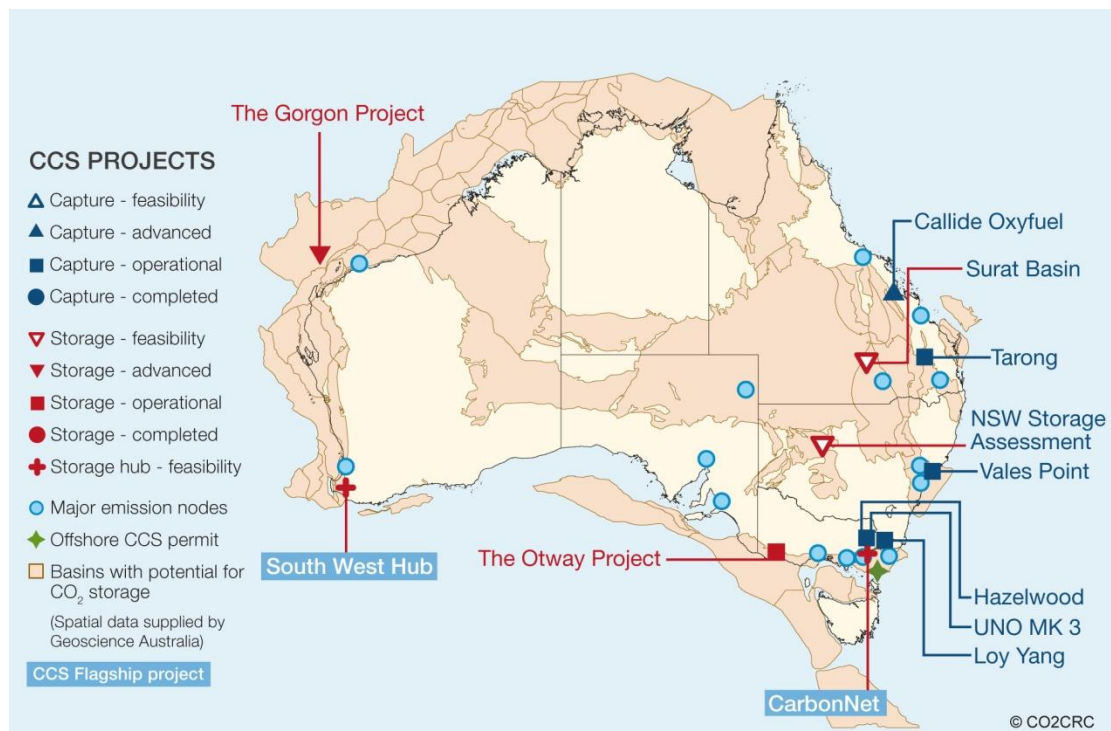 The Gorgon Project
CCS PROJECTS
Capture - feasibility
Capture - advanced
Capture - operational
Capture - completed
Storage - feasibility
Storage - advanced
Storage - operational
Storage - completed
Storage hub - feasibility
Major emission nodes
Offshore CCS permit
Basins with potential for
CO₂ storage
(Spatial data supplied by
Geoscience Australia)
CCS Flagship project
Callide Oxyfuel
Surat Basin
Tarong
NSW Storage
Assessment
Vales Point
South West Hub
The Otway Project
Hazelwood
UNO MK 3
Loy Yang
CarbonNet
© CO2CRC